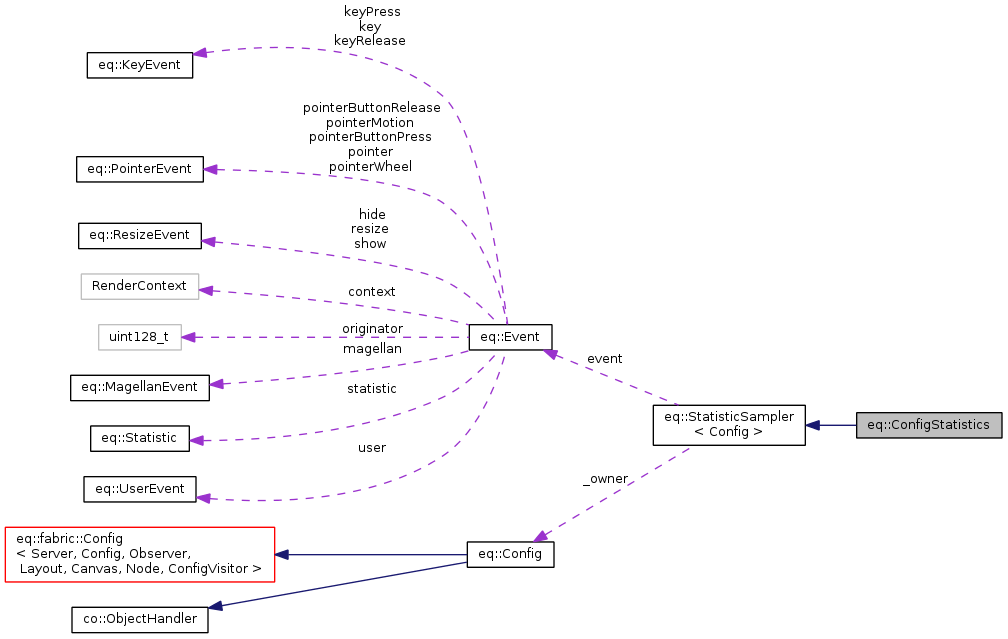 keyPress
key
keyRelease
eq::KeyEvent
pointerButtonRelease
pointerMotion
pointerButtonPress
pointer
pointerWheel
eq::PointerEvent
hide
resize
show
eq::ResizeEvent
RenderContext
context
uint128_t
originator
eq::Event
magellan
eq::MagellanEvent
event
statistic
eq::Statistic
eq::StatisticSampler
< Config >
eq::ConfigStatistics
user
eq::UserEvent
_owner
eq::fabric::Config
< Server, Config, Observer,
Layout, Canvas, Node, ConfigVisitor >
eq::Config
co::ObjectHandler